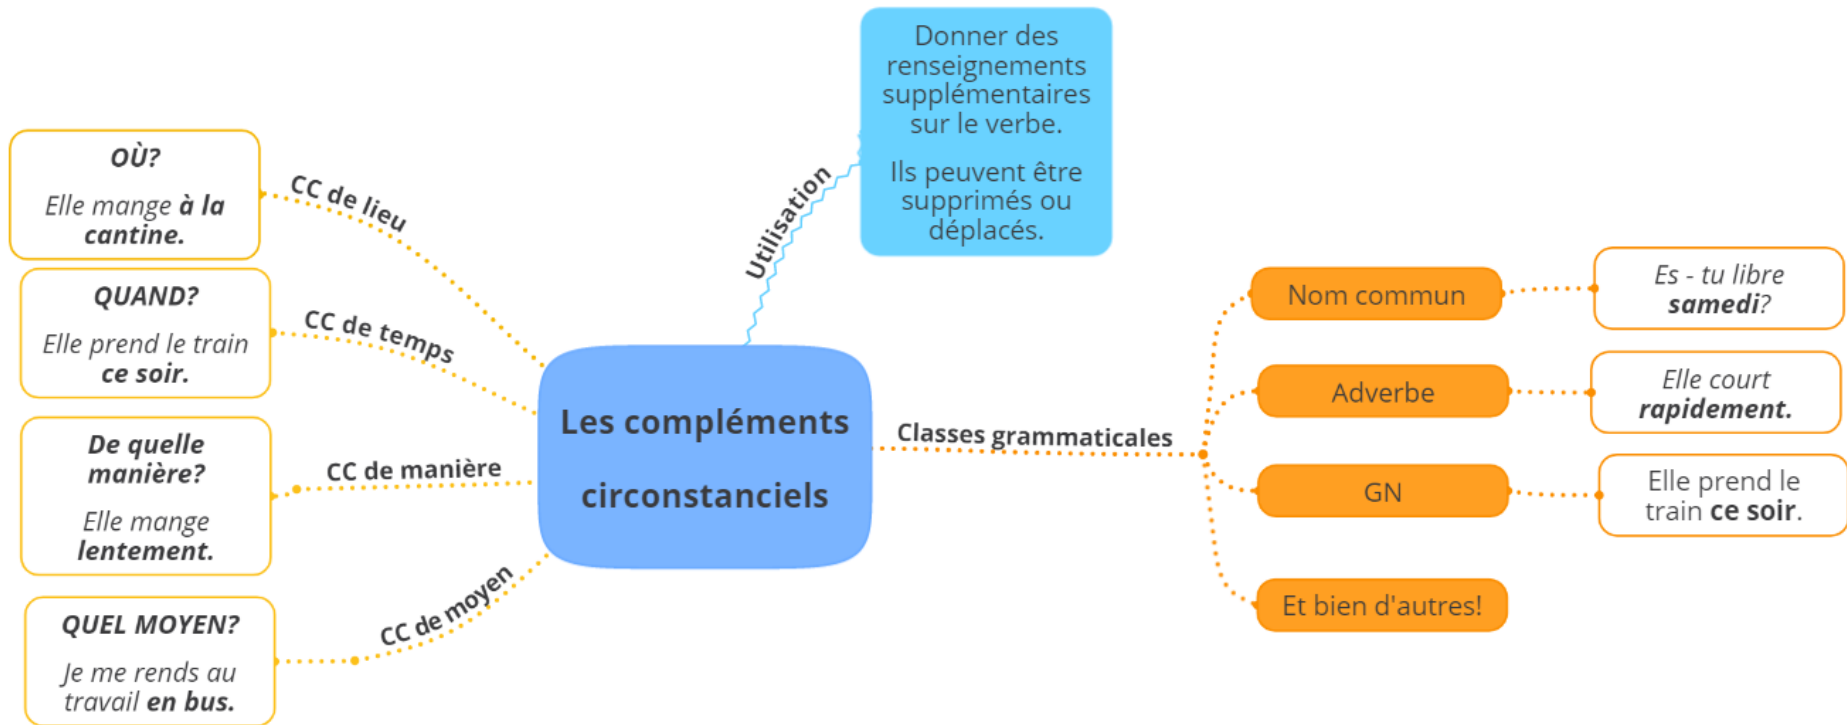 Donner des
renseignements
supplémentaires
sur le verbe.
Ils peuvent être
supprimés ou
déplacés.
Utilisation
OÙ?
Elle mange à la
cantine.
CC de lieu
QUAND?
Elle prend le train
ce soir.
CC de temps
De quelle
manière?
Elle mange
lentement.
CC de manière
QUEL MOYEN?
Je me rends au
travail en bus.
CC de moyen
Les compléments
circonstanciels
Classes grammaticales
Nom commun
Es - tu libre
samedi?
Adverbe
Elle court
rapidement.
GN
Elle prend le
train ce soir.
Et bien d'autres!